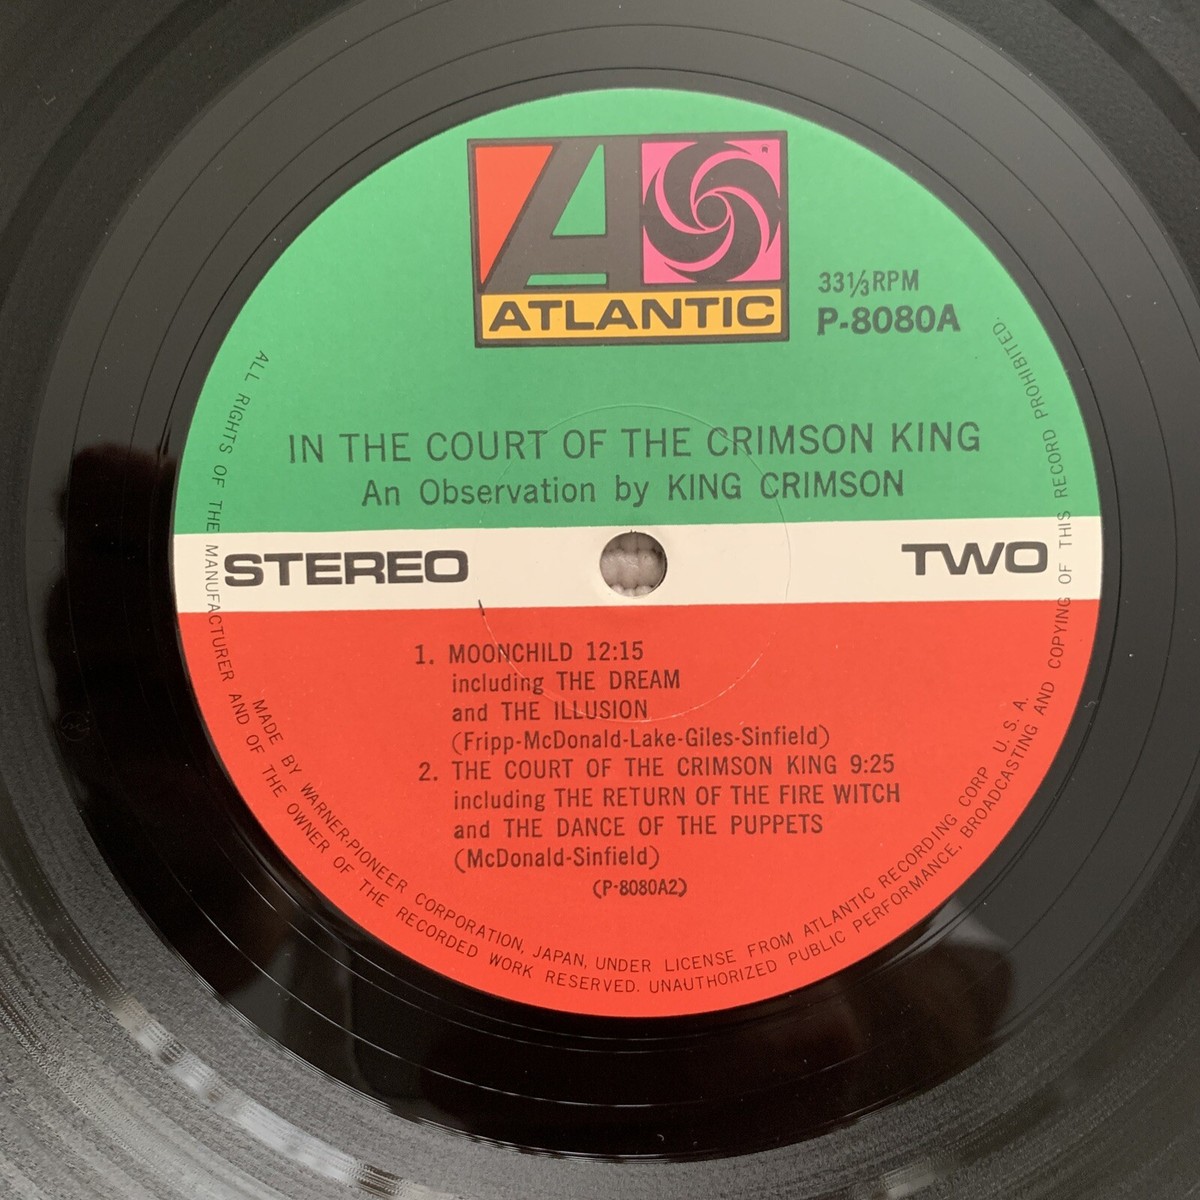 ATLANTIC
33⅓RPM
P-8080A
IN THE COURT OF THE CRIMSON KING
An Observation by KING CRIMSON
STEREO
TWO
1. MOONCHILD 12:15
including THE DREAM
and THE ILLUSION
(Fripp-McDonald-Lake-Giles-Sinfield)
2. THE COURT OF THE CRIMSON KING 9:25
including THE RETURN OF THE FIRE WITCH
and THE DANCE OF THE PUPPETS
(McDonald-Sinfield)
(P-8080A2)
MADE BY WARNER-PIONEER CORPORATION, JAPAN, UNDER LICENSE FROM ATLANTIC RECORDING CORP U. S. A.
ALL RIGHTS OF THE MANUFACTURER AND OF THE OWNER OF THE RECORDED WORK RESERVED. UNAUTHORIZED PUBLIC PERFORMANCE, BROADCASTING AND COPYING OF THIS RECORD PROHIBITED.